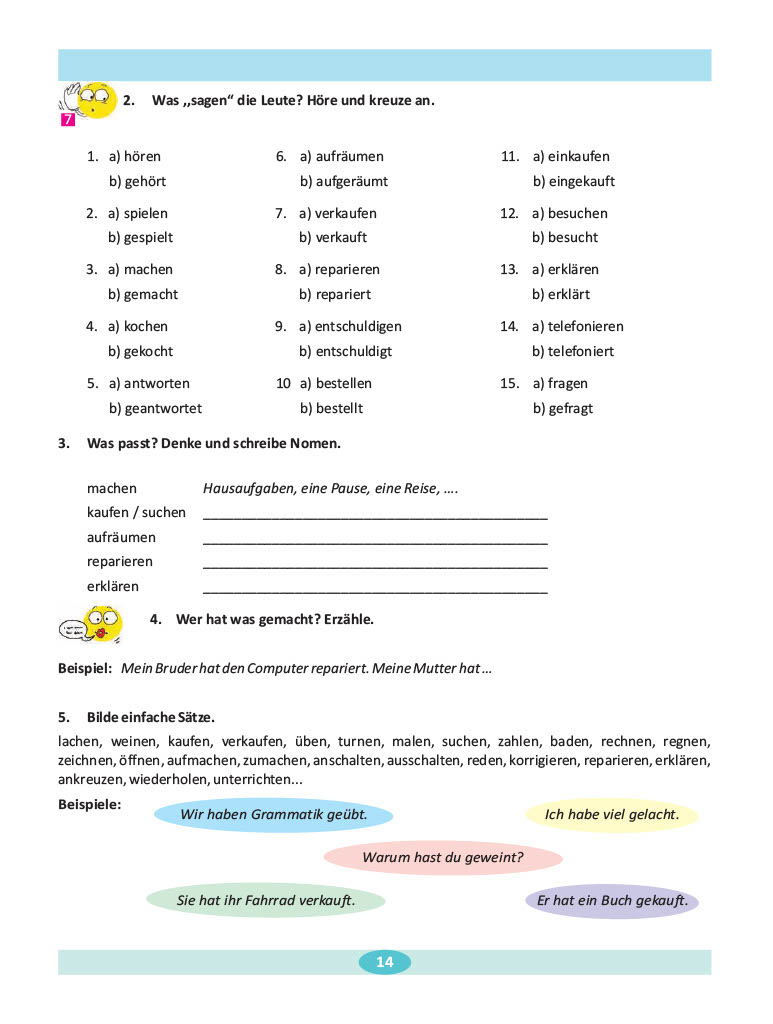 2. Was ,,sagen“ die Leute? Höre und kreuze an.
7
1. a) hören
b) gehört
2. a) spielen
b) gespielt
3. a) machen
b) gemacht
4. a) kochen
b) gekocht
5. a) antworten
b) geantwortet
6. a) aufräumen
b) aufgeräumt
7. a) verkaufen
b) verkauft
8. a) reparieren
b) repariert
9. a) entschuldigen
b) entschuldigt
10 a) bestellen
b) bestellt
11. a) einkaufen
b) eingekauft
12. a) besuchen
b) besucht
13. a) erklären
b) erklärt
14. a) telefonieren
b) telefoniert
15. a) fragen
b) gefragt
3. Was passt? Denke und schreibe Nomen.
machen Hausaufgaben, eine Pause, eine Reise, ….
kaufen / suchen
aufräumen
reparieren
erklären
4. Wer hat was gemacht? Erzähle.
Beispiel: Mein Bruder hat den Computer repariert. Meine Mutter hat …
5. Bilde einfache Sätze.
lachen, weinen, kaufen, verkaufen, üben, turnen, malen, suchen, zahlen, baden, rechnen, regnen,
zeichnen, öffnen, aufmachen, zumachen, anschalten, ausschalten, reden, korrigieren, reparieren, erklären,
ankreuzen, wiederholen, unterrichten...
Beispiele:
Wir haben Grammatik geübt.
Ich habe viel gelacht.
Warum hast du geweint?
Sie hat ihr Fahrrad verkauft.
Er hat ein Buch gekauft.
14